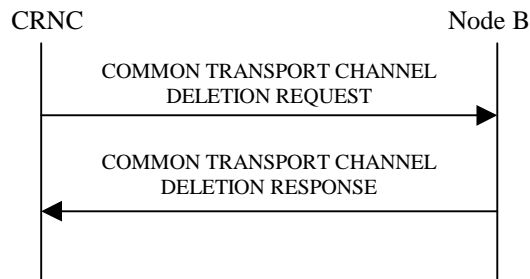 CRNC
Node B
COMMON TRANSPORT CHANNEL
DELETION REQUEST
COMMON TRANSPORT CHANNEL
DELETION RESPONSE